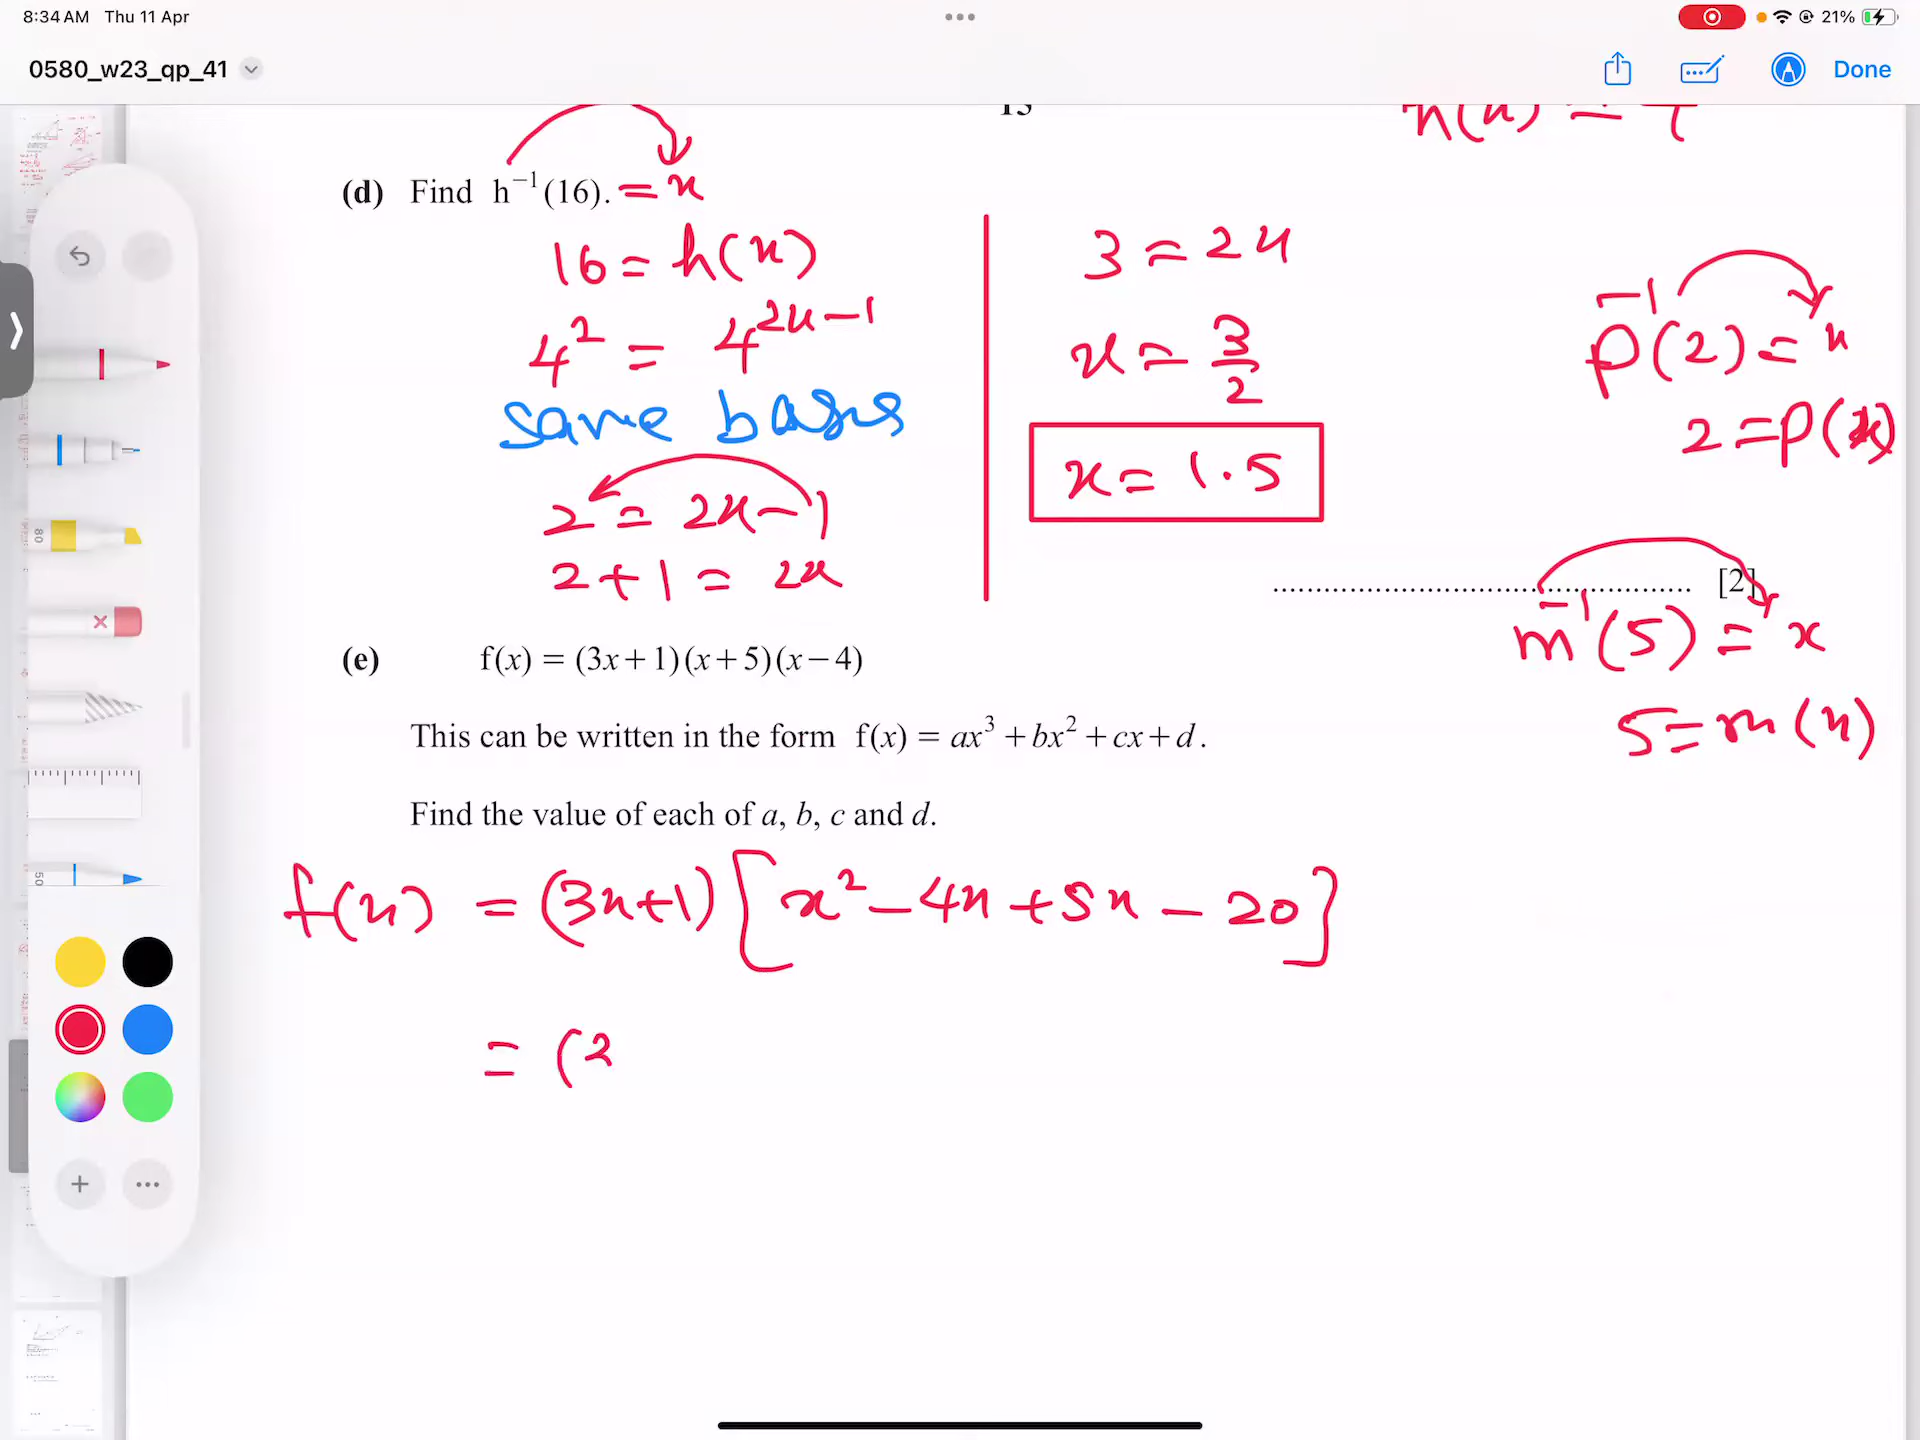 8:34 AM Thu 11 Apr
21%
0580_w23_qp_41
Done
h(x) =
(d) Find h⁻¹(16). = x
16 = h(x)
4² = 4^{2x-1}
same bases
2 = 2x-1
2+1 = 2x
3 = 2x
x = 3/2
x = 1.5
p⁻¹(2) = x
2 = p(x)
[2]
m⁻¹(5) = x
5 = m(x)
(e) f(x) = (3x+1)(x+5)(x-4)
This can be written in the form f(x) = ax³ + bx² + cx + d.
Find the value of each of a, b, c and d.
f(x) = (3x+1)[x² - 4x + 5x - 20]
= (3
80
50